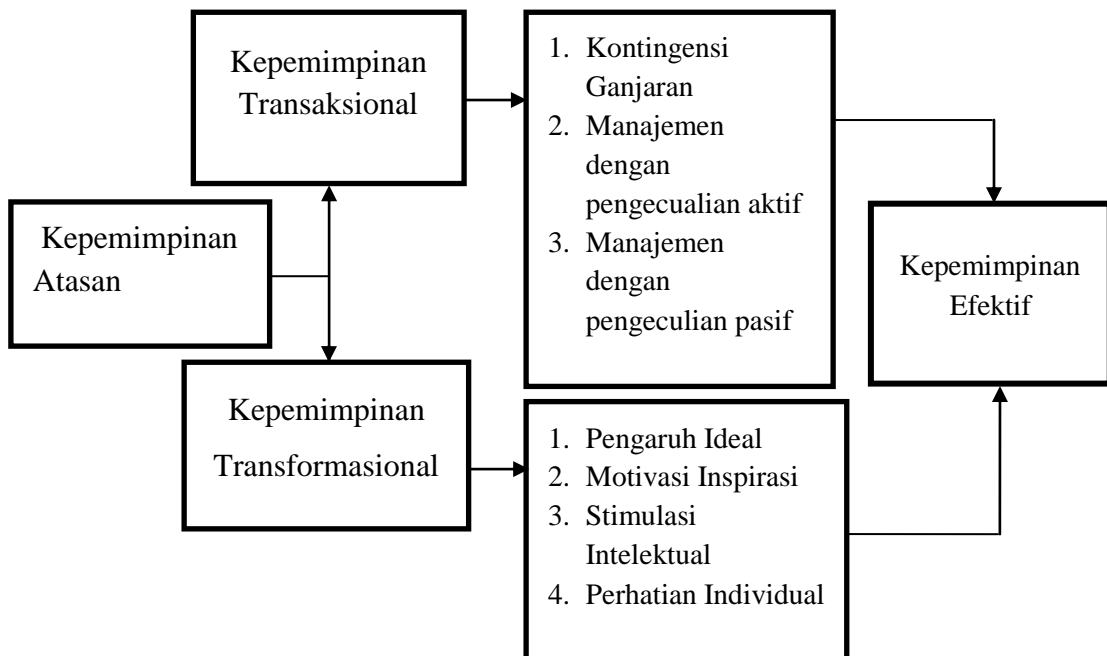 Kepemimpinan
Transaksional
1. Kontingensi
Ganjaran
2. Manajemen
dengan
pengecualian aktif
3. Manajemen
dengan
pengeculian pasif
Kepemimpinan
Atasan
Kepemimpinan
Efektif
Kepemimpinan
Transformasional
1. Pengaruh Ideal
2. Motivasi Inspirasi
3. Stimulasi
Intelektual
4. Perhatian Individual